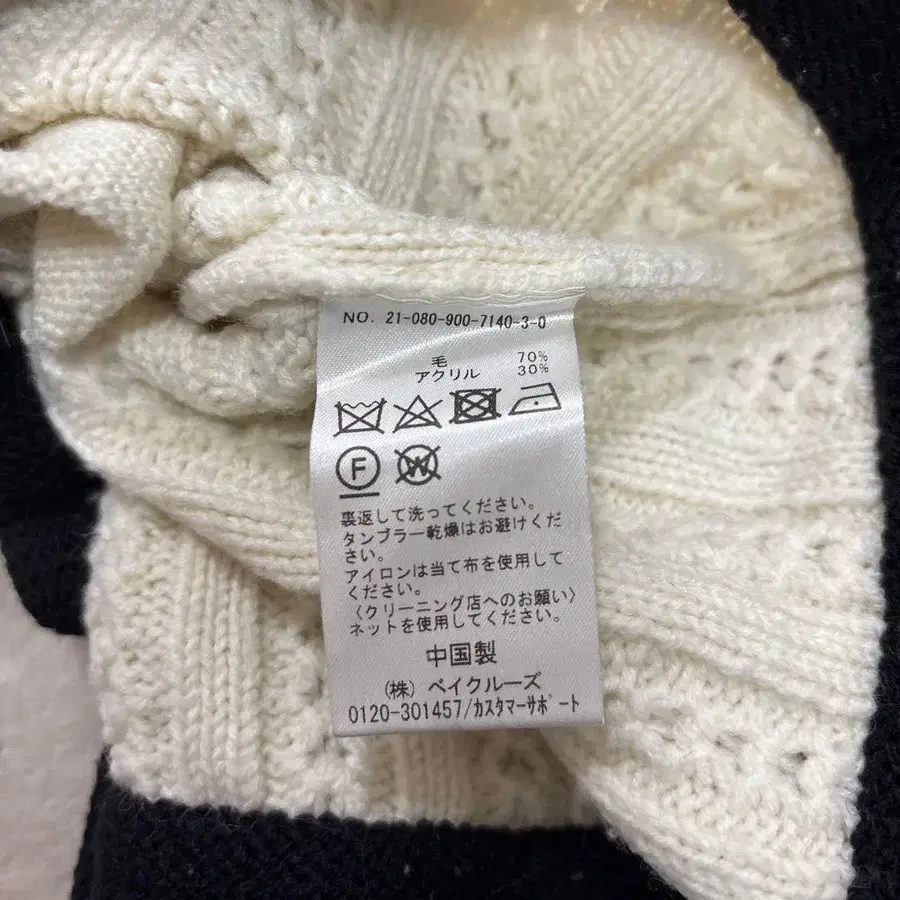 NO. 21-080-900-7140-3-0
毛 70%
アクリル 30%
F W
裏返して洗ってください。
タンブラー乾燥はお避けくだ
さい。
アイロンは当て布を使用して
ください。
〈クリーニング店へのお願い〉
ネットを使用してください。
中国製
（株）ベイクルーズ
0120-301457/ｶｽﾀﾏｰｻﾎﾟｰﾄ